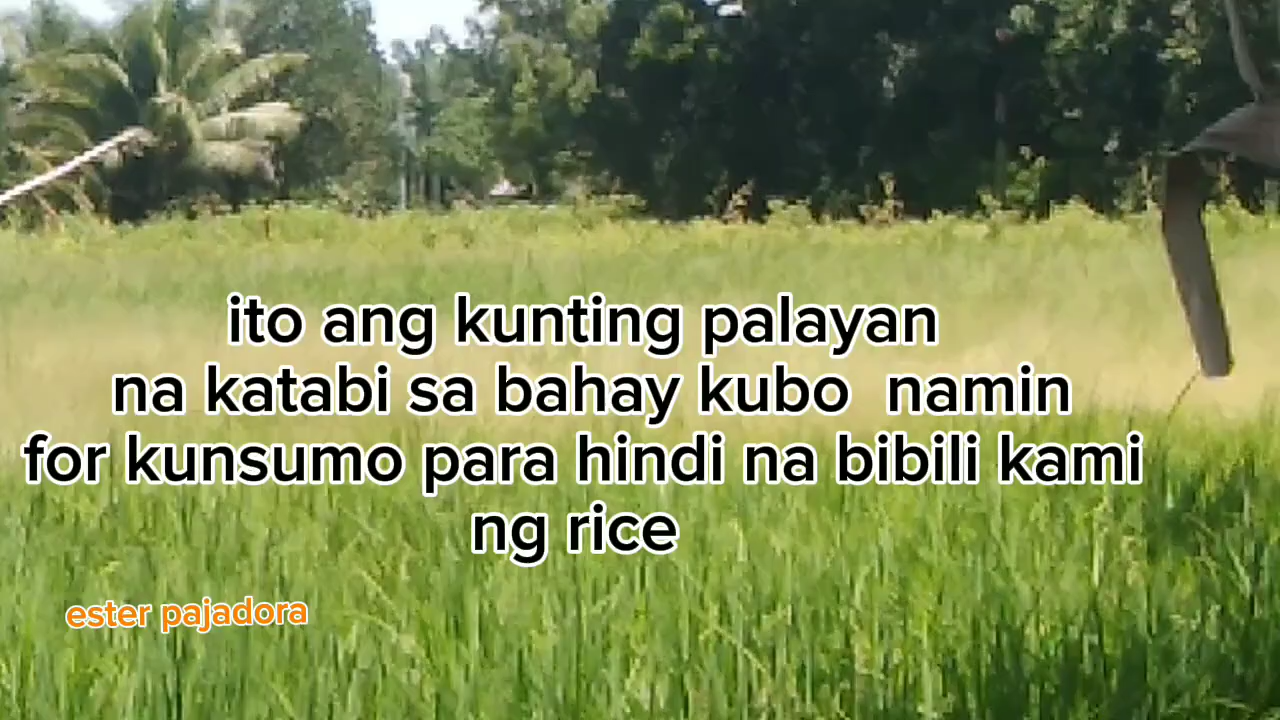 ito ang kunting palayan
na katabi sa bahay kubo namin
for kunsumo para hindi na bibili kami
ng rice
ester pajadora